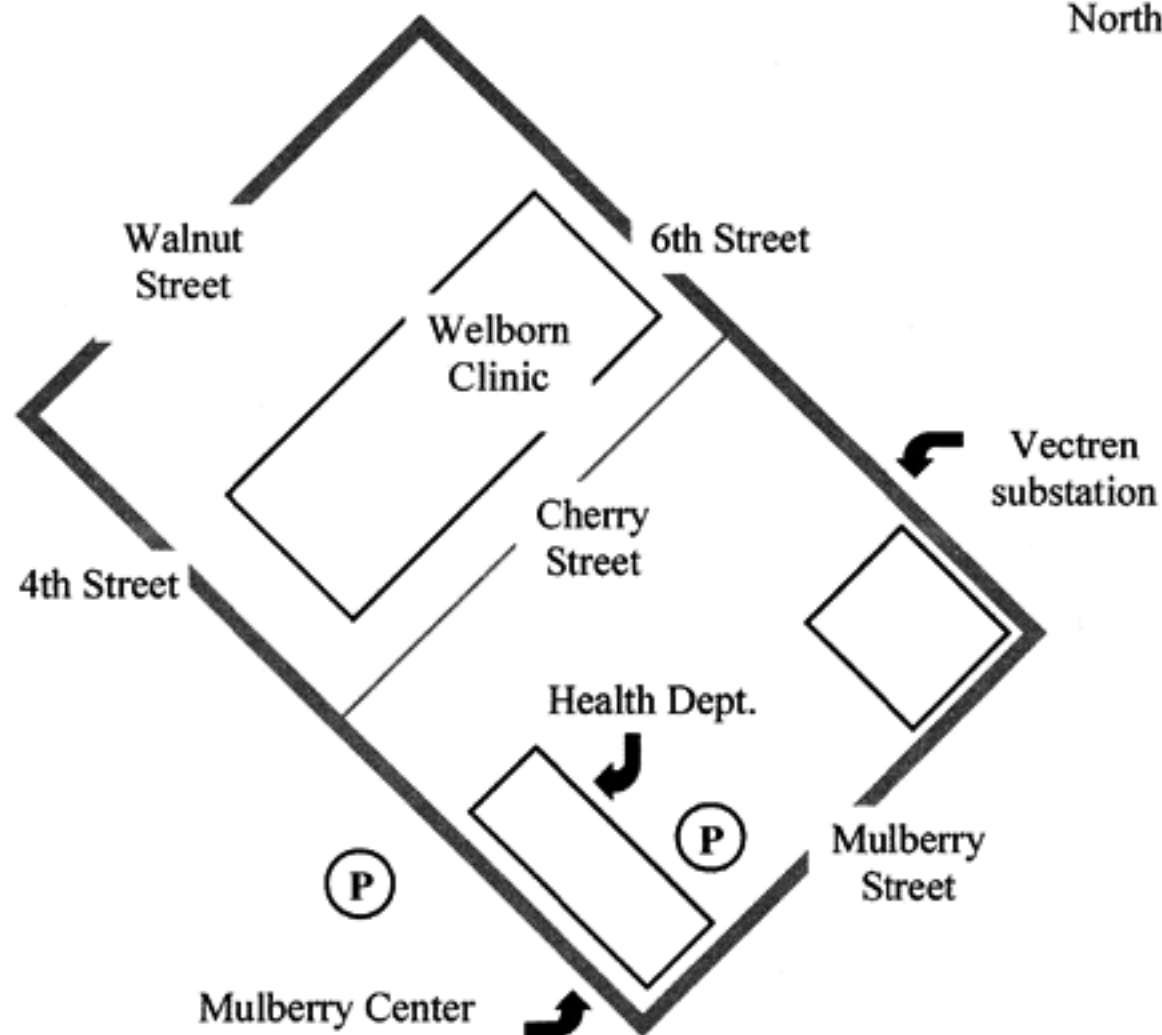 North
Walnut
Street
6th Street
Welborn
Clinic
Vectren
substation
Cherry
Street
4th Street
Health Dept.
P
Mulberry
Street
P
Mulberry Center